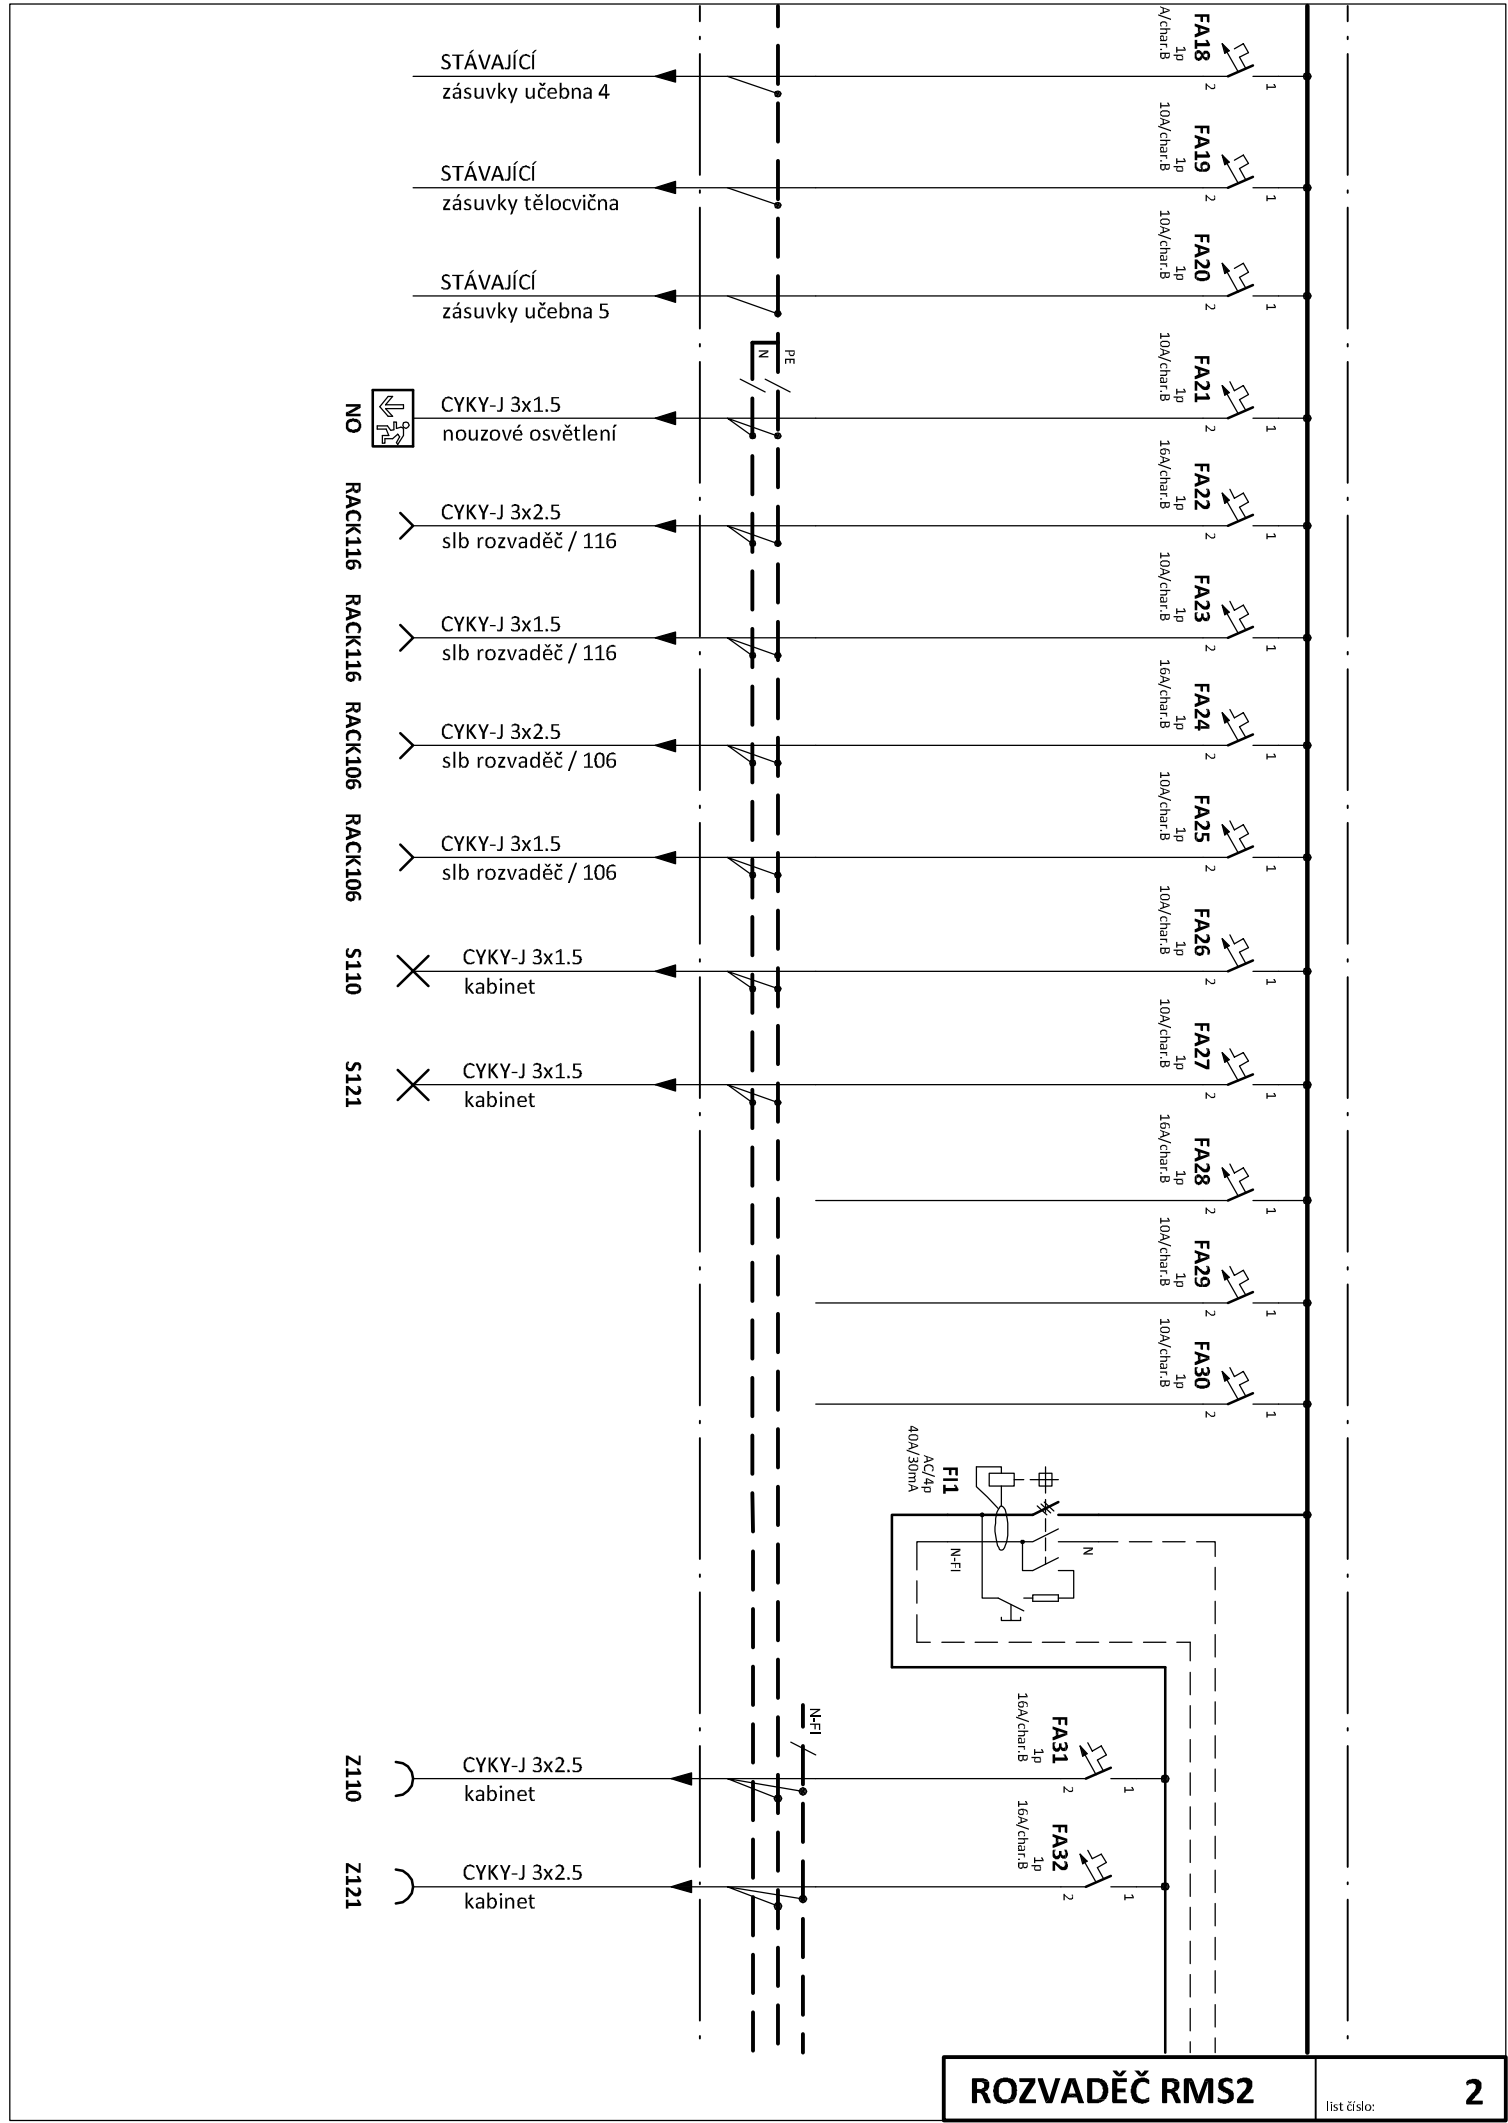 STÁVAJÍCÍ
zásuvky učebna 4
FA18
1p
A/char.B
2
1
STÁVAJÍCÍ
zásuvky tělocvična
FA19
1p
10A/char.B
2
1
STÁVAJÍCÍ
zásuvky učebna 5
FA20
1p
10A/char.B
2
1
PE
N
NO
CYKY-J 3x1.5
nouzové osvětlení
FA21
1p
10A/char.B
2
1
RACK116
CYKY-J 3x2.5
slb rozvaděč / 116
FA22
1p
16A/char.B
2
1
RACK116
CYKY-J 3x1.5
slb rozvaděč / 116
FA23
1p
10A/char.B
2
1
RACK106
CYKY-J 3x2.5
slb rozvaděč / 106
FA24
1p
16A/char.B
2
1
RACK106
CYKY-J 3x1.5
slb rozvaděč / 106
FA25
1p
10A/char.B
2
1
S110
CYKY-J 3x1.5
kabinet
FA26
1p
10A/char.B
2
1
S121
CYKY-J 3x1.5
kabinet
FA27
1p
10A/char.B
2
1
FA28
1p
16A/char.B
2
1
FA29
1p
10A/char.B
2
1
FA30
1p
10A/char.B
2
1
FI1
AC/4p
40A/30mA
N
N-FI
N-FI
Z110
CYKY-J 3x2.5
kabinet
FA31
1p
16A/char.B
2
1
Z121
CYKY-J 3x2.5
kabinet
FA32
1p
16A/char.B
2
1
ROZVADĚČ RMS2
list číslo:
2